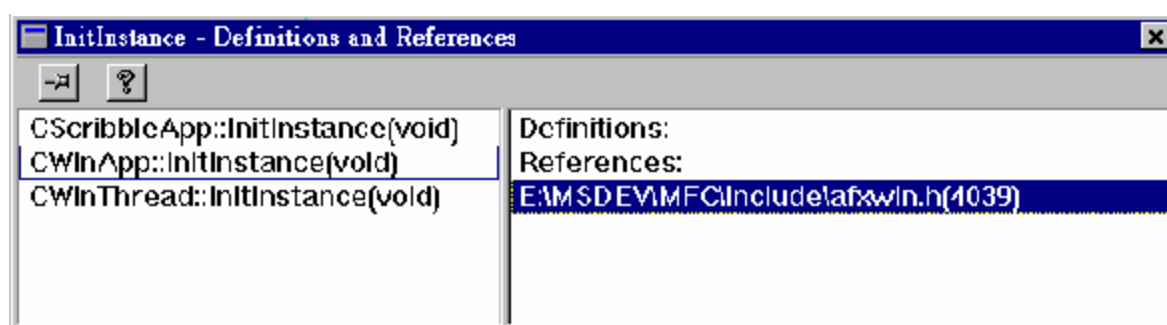 InitInstance - Definitions and References
CScribbleApp::InitInstance(void)
CWinApp::InitInstance(void)
CWinThread::InitInstance(void)
Definitions:
References:
E:\MSDEV\MFC\Include\afxwin.h(4039)